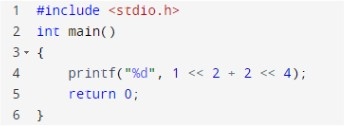 1 #include <stdio.h>
2 int main()
3 {
4 printf("%d", 1 << 2 + 2 << 4);
5 return 0;
6 }